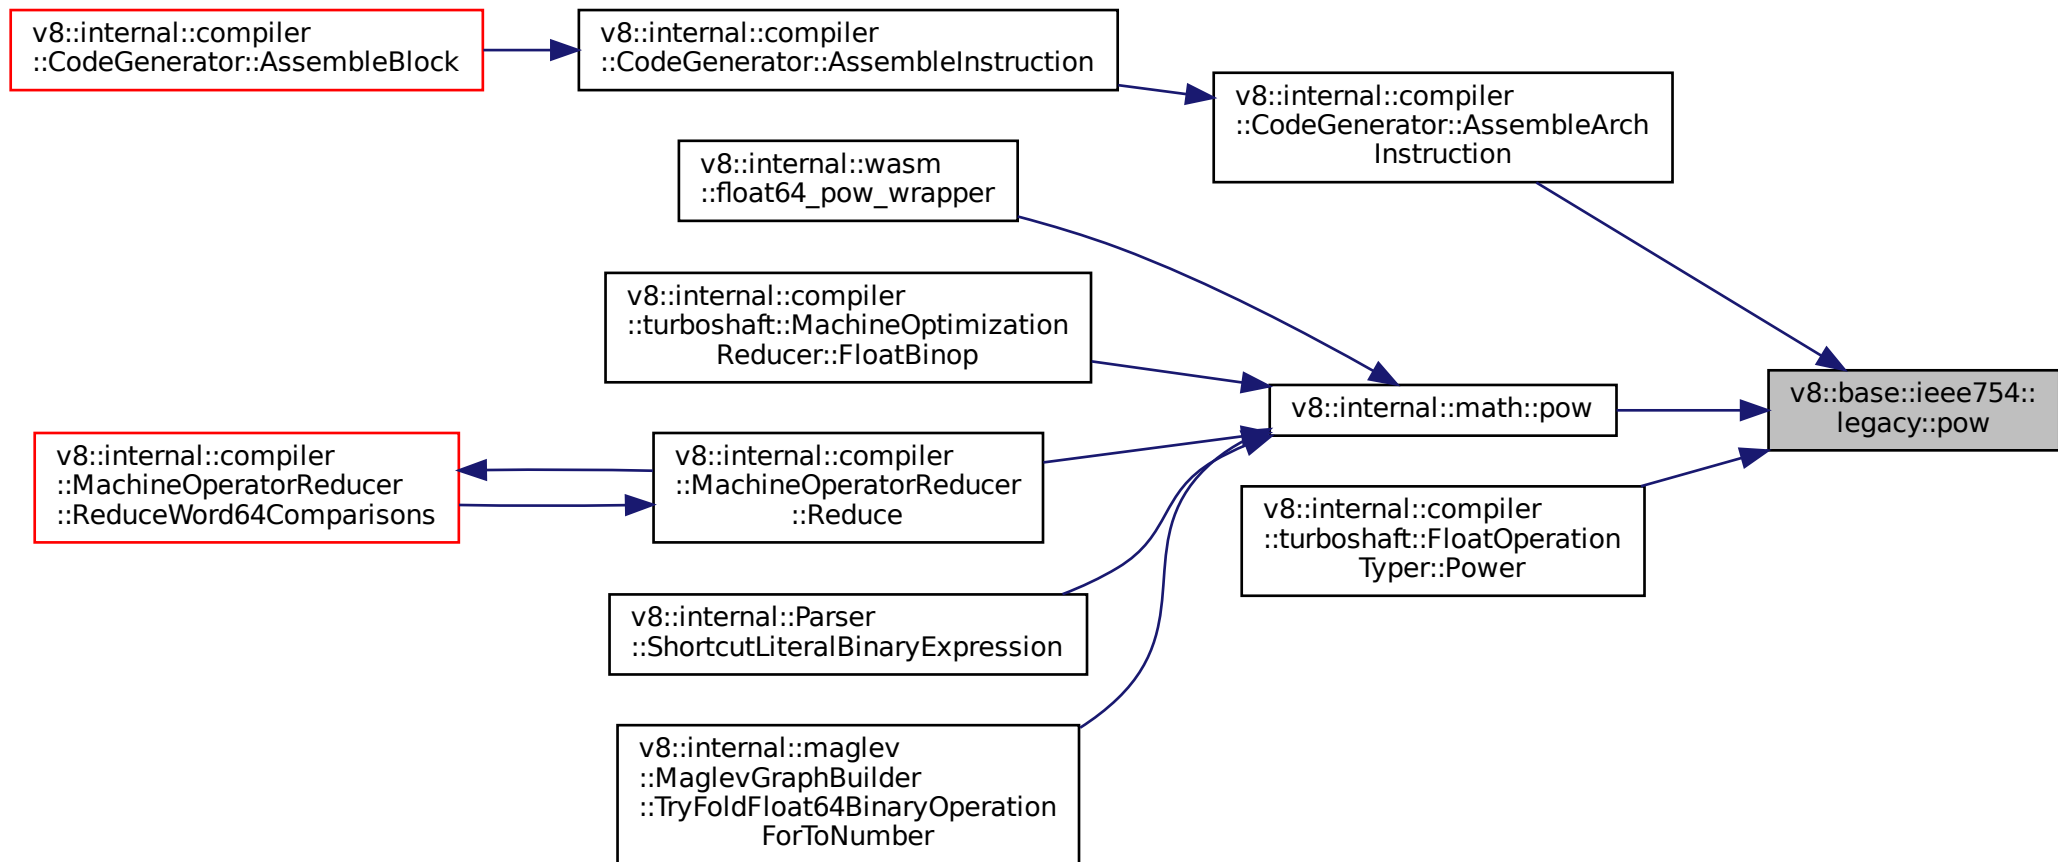 v8::internal::compiler
::CodeGenerator::AssembleBlock
v8::internal::compiler
::CodeGenerator::AssembleInstruction
v8::internal::compiler
::CodeGenerator::AssembleArch
Instruction
v8::internal::wasm
::float64_pow_wrapper
v8::internal::compiler
::turboshaft::MachineOptimization
Reducer::FloatBinop
v8::internal::math::pow
v8::base::ieee754::
legacy::pow
v8::internal::compiler
::MachineOperatorReducer
::ReduceWord64Comparisons
v8::internal::compiler
::MachineOperatorReducer
::Reduce
v8::internal::compiler
::turboshaft::FloatOperation
Typer::Power
v8::internal::Parser
::ShortcutLiteralBinaryExpression
v8::internal::maglev
::MaglevGraphBuilder
::TryFoldFloat64BinaryOperation
ForToNumber